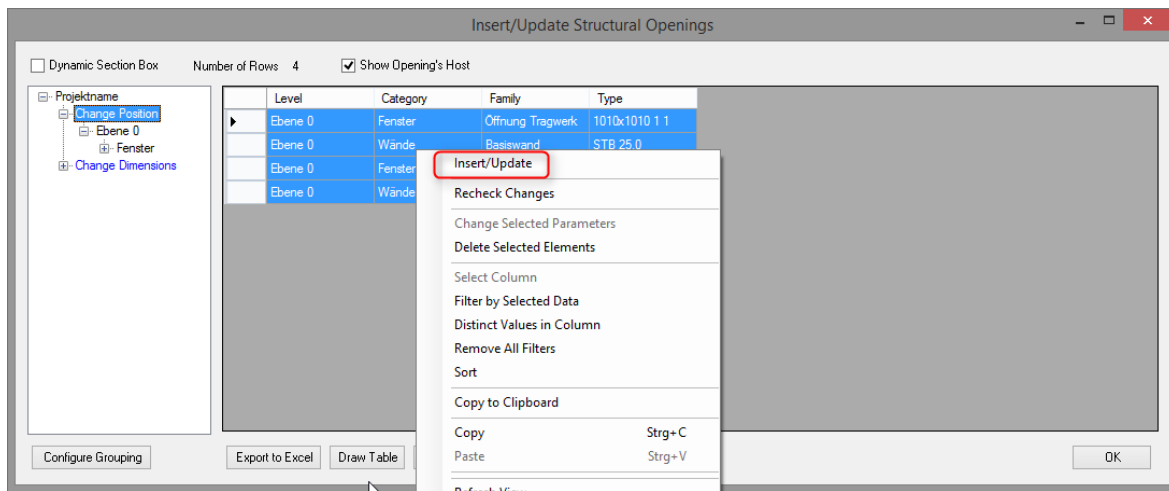 Insert/Update Structural Openings
Dynamic Section Box Number of Rows 4 Show Opening's Host
Projektname
Change Position
Ebene 0
Fenster
Change Dimensions
Level Category Family Type
Ebene 0 Fenster Öffnung Tragwerk 1010x1010 1 1
Ebene 0 Wände Basiswand STB 25.0
Ebene 0 Fenster
Ebene 0 Wände
Insert/Update
Recheck Changes
Change Selected Parameters
Delete Selected Elements
Select Column
Filter by Selected Data
Distinct Values in Column
Remove All Filters
Sort
Copy to Clipboard
Copy Strg+C
Paste Strg+V
Refresh View
Configure Grouping Export to Excel Draw Table OK